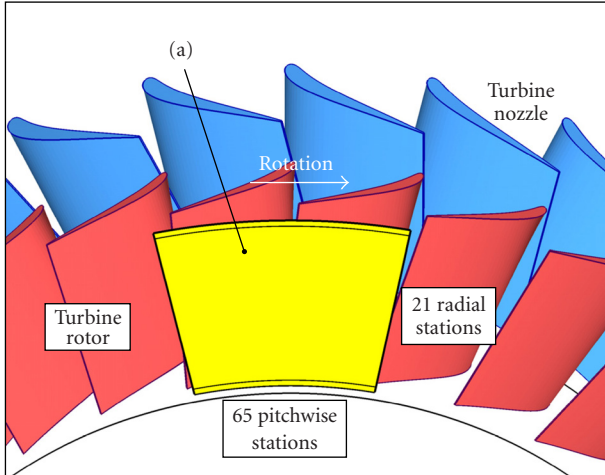 (a)
Turbine
nozzle
Rotation
Turbine
rotor
21 radial
stations
65 pitchwise
stations